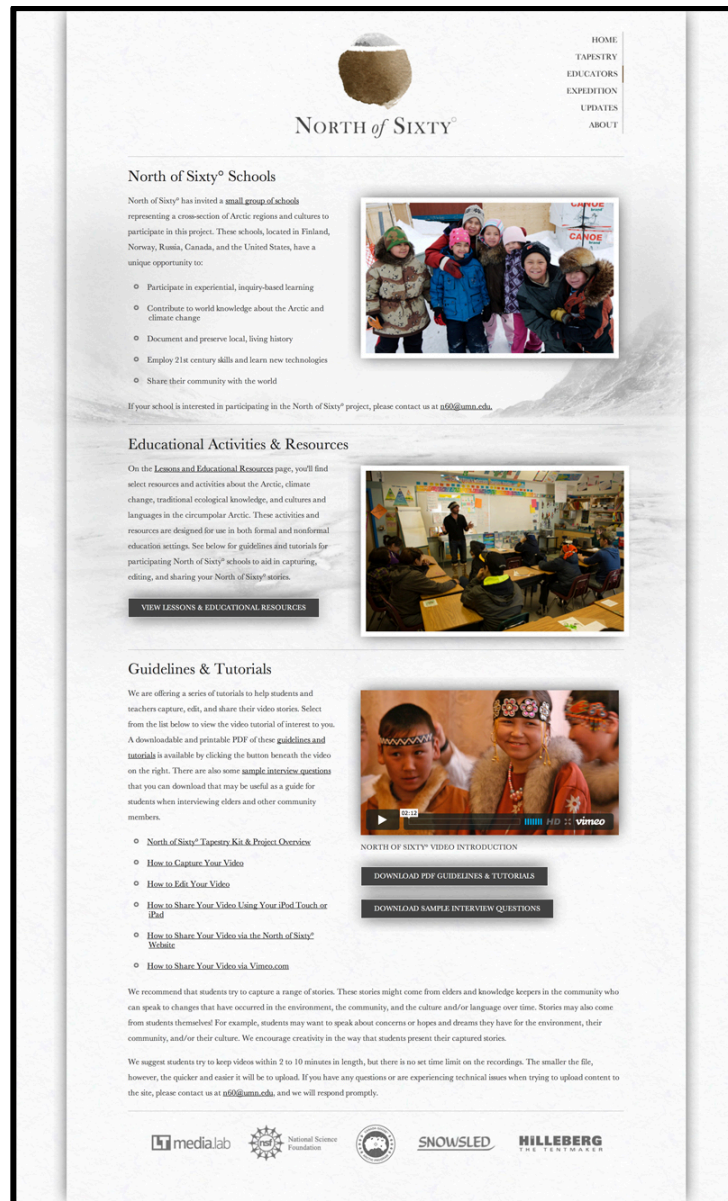 HOME
TAPESTRY
EDUCATORS
EXPEDITION
UPDATES
ABOUT
NORTH of SIXTY°
North of Sixty° Schools
North of Sixty° has invited a small group of schools
representing a cross-section of Arctic regions and cultures to
participate in this project. These schools, located in Finland,
Norway, Russia, Canada, and the United States, have a
unique opportunity to:
Participate in experiential, inquiry-based learning
Contribute to world knowledge about the Arctic and
climate change
Document and preserve local, living history
Employ 21st century skills and learn new technologies
Share their community with the world
CANOE
CANOE
If your school is interested in participating in the North of Sixty° project, please contact us at n60@umn.edu.
Educational Activities & Resources
On the Lessons and Educational Resources page, you'll find
select resources and activities about the Arctic, climate
change, traditional ecological knowledge, and cultures and
languages in the circumpolar Arctic. These activities and
resources are designed for use in both formal and nonformal
education settings. See below for guidelines and tutorials for
participating North of Sixty° schools to aid in capturing,
editing, and sharing your North of Sixty° stories.
VIEW LESSONS & EDUCATIONAL RESOURCES
Guidelines & Tutorials
We are offering a series of tutorials to help students and
teachers capture, edit, and share their video stories. Select
from the list below to view the video tutorial of interest to you.
A downloadable and printable PDF of these guidelines and
tutorials is available by clicking the button beneath the video
on the right. There are also some sample interview questions
that you can download that may be useful as a guide for
students when interviewing elders and other community
members.
North of Sixty° Tapestry Kit & Project Overview
How to Capture Your Video
How to Edit Your Video
How to Share Your Video Using Your iPod Touch or
iPad
How to Share Your Video via the North of Sixty°
Website
How to Share Your Video via Vimeo.com
02:12
HD vimeo
NORTH OF SIXTY° VIDEO INTRODUCTION
DOWNLOAD PDF GUIDELINES & TUTORIALS
DOWNLOAD SAMPLE INTERVIEW QUESTIONS
We recommend that students try to capture a range of stories. These stories might come from elders and knowledge keepers in the community who
can speak to changes that have occurred in the environment, the community, and the culture and/or language over time. Stories may also come
from students themselves! For example, students may want to speak about concerns or hopes and dreams they have for the environment, their
community, and/or their culture. We encourage creativity in the way that students present their captured stories.
We suggest students try to keep videos within 2 to 10 minutes in length, but there is no set time limit on the recordings. The smaller the file,
however, the quicker and easier it will be to upload. If you have any questions or are experiencing technical issues when trying to upload content to
the site, please contact us at n60@umn.edu, and we will respond promptly.
LT media.lab
nsf
National Science
Foundation
SNOWSLED
HILLEBERG
THE TENTMAKER